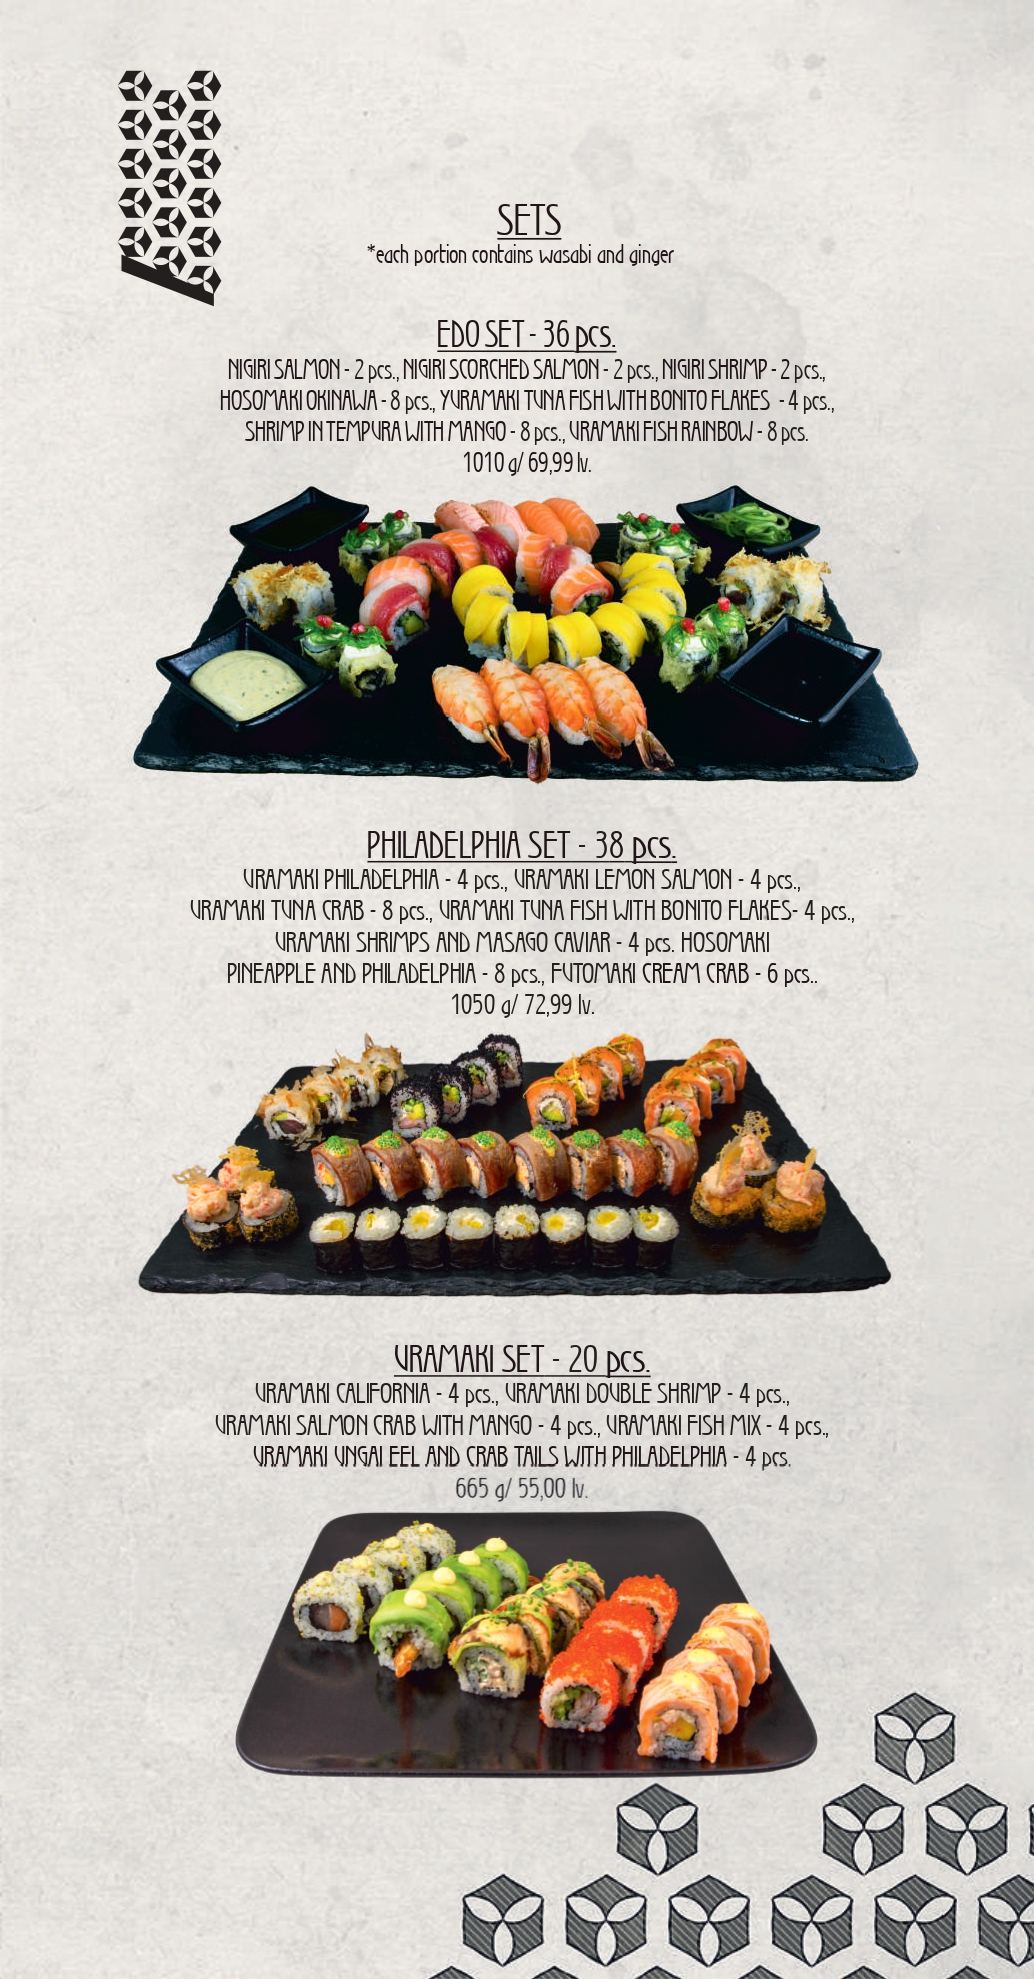 SETS
*each portion contains wasabi and ginger
EDO SET - 36 pcs.
NIGIRI SALMON - 2 pcs., NIGIRI SCORCHED SALMON - 2 pcs., NIGIRI SHRIMP - 2 pcs.,
HOSOMAKI OKINAWA - 8 pcs., YURAMAKI TUNA FISH WITH BONITO FLAKES - 4 pcs.,
SHRIMP IN TEMPURA WITH MANGO - 8 pcs., URAMAKI FISH RAINBOW - 8 pcs.
1010 g/ 69,99 lv.
PHILADELPHIA SET - 38 pcs.
URAMAKI PHILADELPHIA - 4 pcs., URAMAKI LEMON SALMON - 4 pcs.,
URAMAKI TUNA CRAB - 8 pcs., URAMAKI TUNA FISH WITH BONITO FLAKES- 4 pcs.,
URAMAKI SHRIMPS AND MASAGO CAVIAR - 4 pcs. HOSOMAKI
PINEAPPLE AND PHILADELPHIA - 8 pcs., FUTOMAKI CREAM CRAB - 6 pcs..
1050 g/ 72,99 lv.
URAMAKI SET - 20 pcs.
URAMAKI CALIFORNIA - 4 pcs., URAMAKI DOUBLE SHRIMP - 4 pcs.,
URAMAKI SALMON CRAB WITH MANGO - 4 pcs., URAMAKI FISH MIX - 4 pcs.,
URAMAKI UNGAI EEL AND CRAB TAILS WITH PHILADELPHIA - 4 pcs.
665 g/ 55,00 lv.